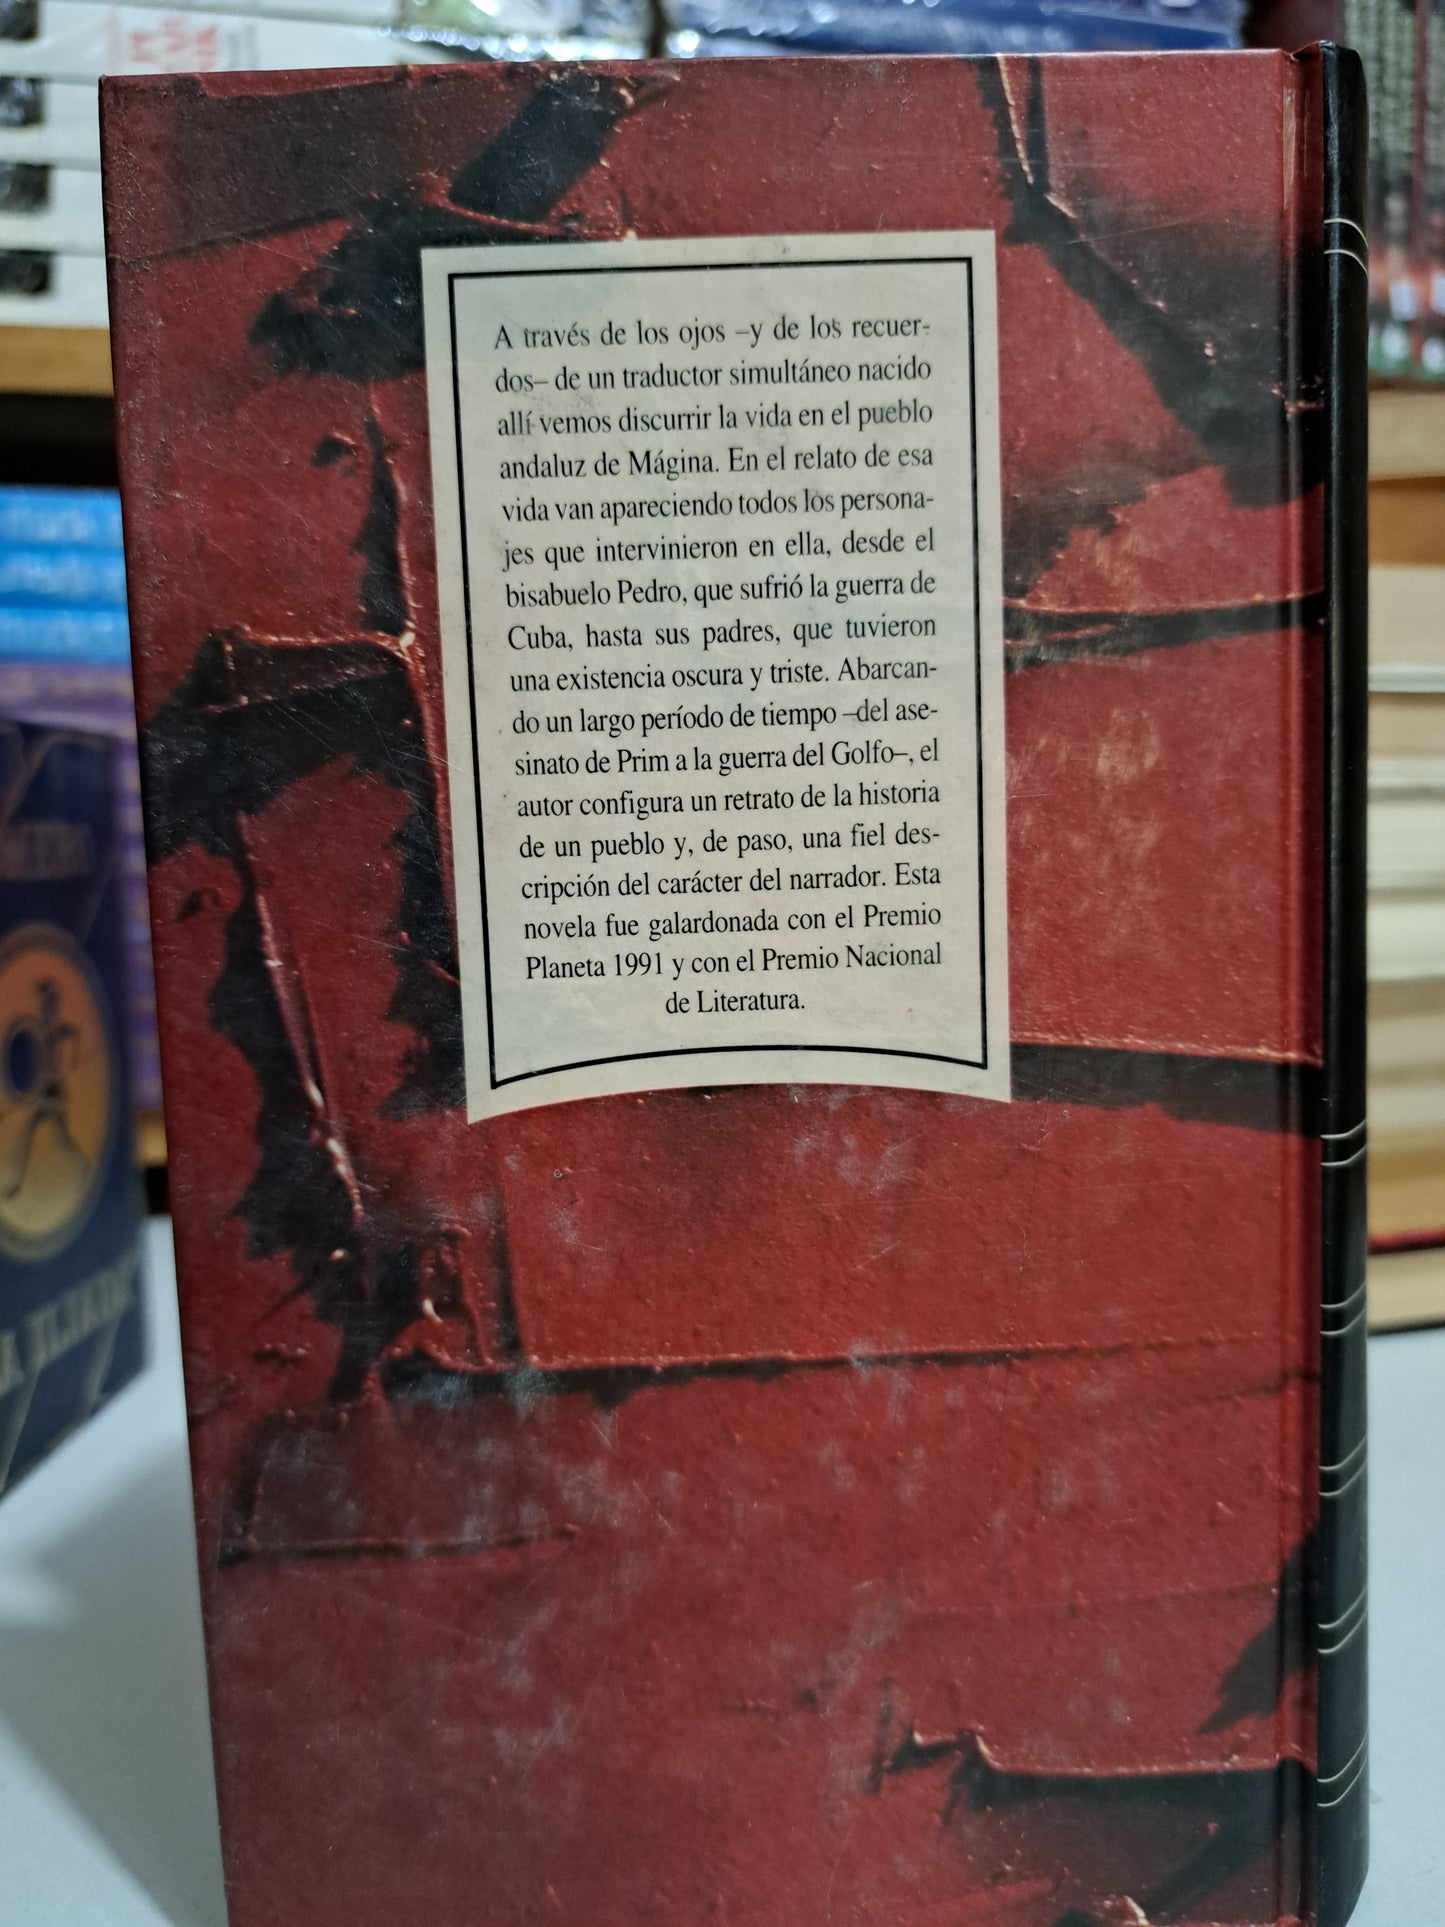 A través de los ojos –y de los recuer-
dos– de un traductor simultáneo nacido
allí vemos discurrir la vida en el pueblo
andaluz de Mágina. En el relato de esa
vida van apareciendo todos los persona-
jes que intervinieron en ella, desde el
bisabuelo Pedro, que sufrió la guerra de
Cuba, hasta sus padres, que tuvieron
una existencia oscura y triste. Abarcan-
do un largo período de tiempo –del ase-
sinato de Prim a la guerra del Golfo–, el
autor configura un retrato de la historia
de un pueblo y, de paso, una fiel des-
cripción del carácter del narrador. Esta
novela fue galardonada con el Premio
Planeta 1991 y con el Premio Nacional
de Literatura.